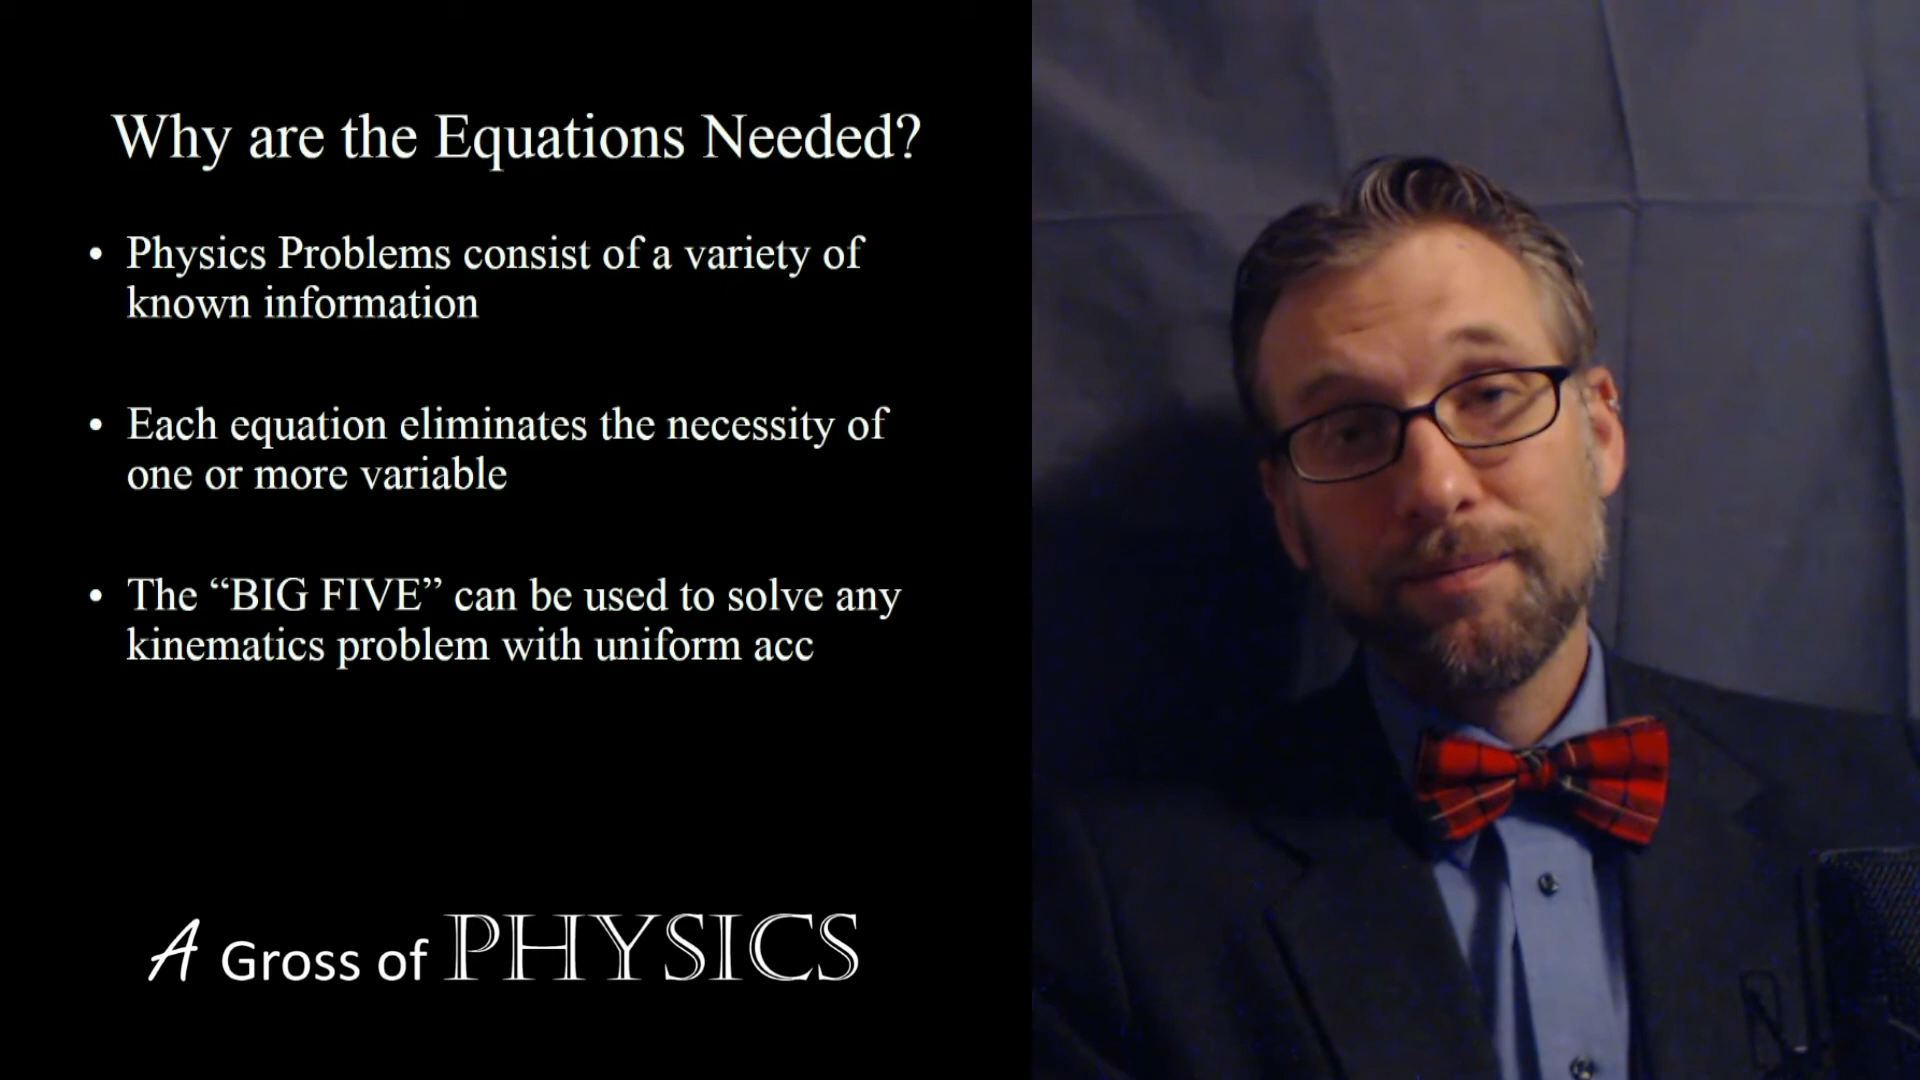 Why are the Equations Needed?
• Physics Problems consist of a variety of
known information
• Each equation eliminates the necessity of
one or more variable
• The “BIG FIVE” can be used to solve any
kinematics problem with uniform acc
A Gross of PHYSICS